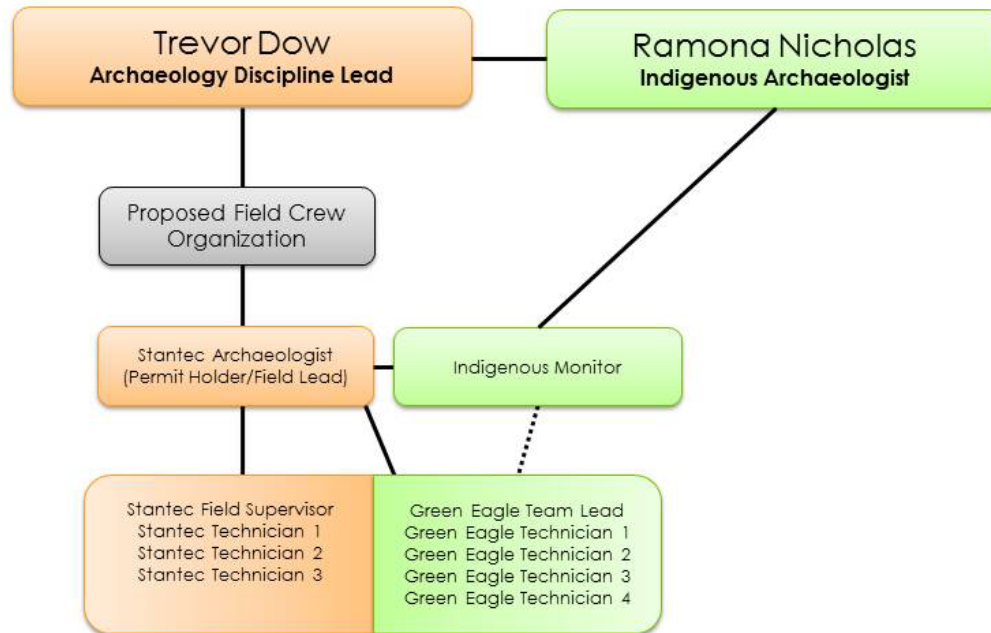 Trevor Dow
Archaeology Discipline Lead
Ramona Nicholas
Indigenous Archaeologist
Proposed Field Crew
Organization
Stantec Archaeologist
(Permit Holder/Field Lead)
Indigenous Monitor
Stantec Field Supervisor
Stantec Technician 1
Stantec Technician 2
Stantec Technician 3
Green Eagle Team Lead
Green Eagle Technician 1
Green Eagle Technician 2
Green Eagle Technician 3
Green Eagle Technician 4